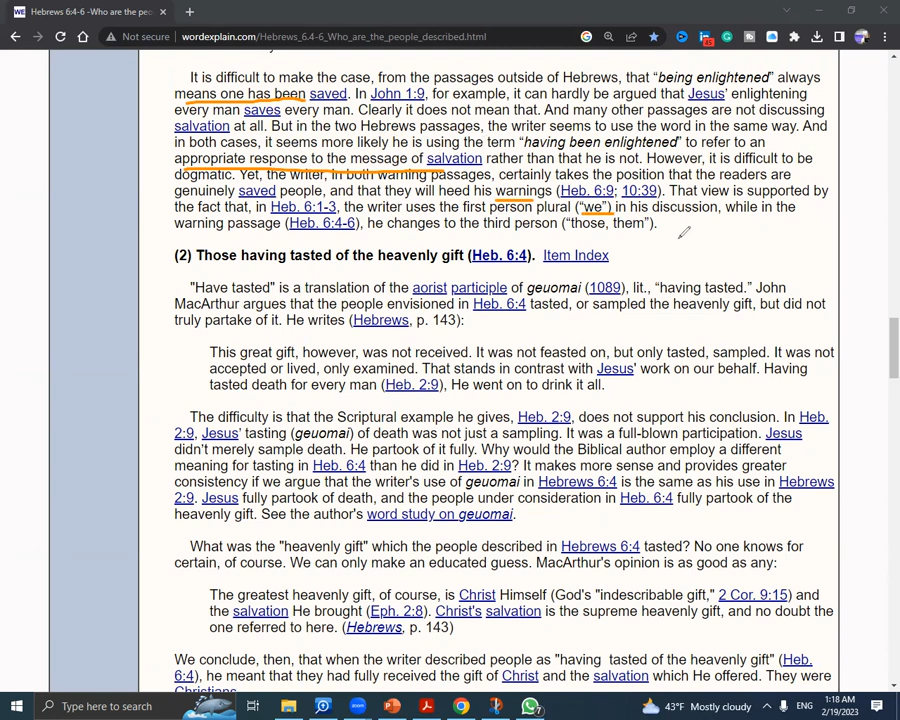 Hebrews 6:4-6 -Who are the peo
Not secure
wordexplain.com/Hebrews_6.4-6_Who_are_the_people_described.html
45
It is difficult to make the case, from the passages outside of Hebrews, that “being enlightened” always
means one has been saved. In John 1:9, for example, it can hardly be argued that Jesus’ enlightening
every man saves every man. Clearly it does not mean that. And many other passages are not discussing
salvation at all. But in the two Hebrews passages, the writer seems to use the word in the same way. And
in both cases, it seems more likely he is using the term “having been enlightened” to refer to an
appropriate response to the message of salvation rather than that he is not. However, it is difficult to be
dogmatic. Yet, the writer, in both warning passages, certainly takes the position that the readers are
genuinely saved people, and that they will heed his warnings (Heb. 6:9; 10:39). That view is supported by
the fact that, in Heb. 6:1-3, the writer uses the first person plural (“we”) in his discussion, while in the
warning passage (Heb. 6:4-6), he changes to the third person (“those, them”).
(2) Those having tasted of the heavenly gift (Heb. 6:4). Item Index
"Have tasted" is a translation of the aorist participle of geuomai (1089), lit., “having tasted.” John
MacArthur argues that the people envisioned in Heb. 6:4 tasted, or sampled the heavenly gift, but did not
truly partake of it. He writes (Hebrews, p. 143):
This great gift, however, was not received. It was not feasted on, but only tasted, sampled. It was not
accepted or lived, only examined. That stands in contrast with Jesus' work on our behalf. Having
tasted death for every man (Heb. 2:9), He went on to drink it all.
The difficulty is that the Scriptural example he gives, Heb. 2:9, does not support his conclusion. In Heb.
2:9, Jesus’ tasting (geuomai) of death was not just a sampling. It was a full-blown participation. Jesus
didn’t merely sample death. He partook of it fully. Why would the Biblical author employ a different
meaning for tasting in Heb. 6:4 than he did in Heb. 2:9? It makes more sense and provides greater
consistency if we argue that the writer's use of geuomai in Hebrews 6:4 is the same as his use in Hebrews
2:9. Jesus fully partook of death, and the people under consideration in Heb. 6:4 fully partook of the
heavenly gift. See the author's word study on geuomai.
What was the "heavenly gift" which the people described in Hebrews 6:4 tasted? No one knows for
certain, of course. We can only make an educated guess. MacArthur's opinion is as good as any:
The greatest heavenly gift, of course, is Christ Himself (God's "indescribable gift," 2 Cor. 9:15) and
the salvation He brought (Eph. 2:8). Christ's salvation is the supreme heavenly gift, and no doubt the
one referred to here. (Hebrews, p. 143)
We conclude, then, that when the writer described people as "having  tasted of the heavenly gift" (Heb.
6:4), he meant that they had fully received the gift of Christ and the salvation which He offered. They were
Christians.
Type here to search
zoom
7
43°F Mostly cloudy
ENG
1:18 AM
2/19/2023